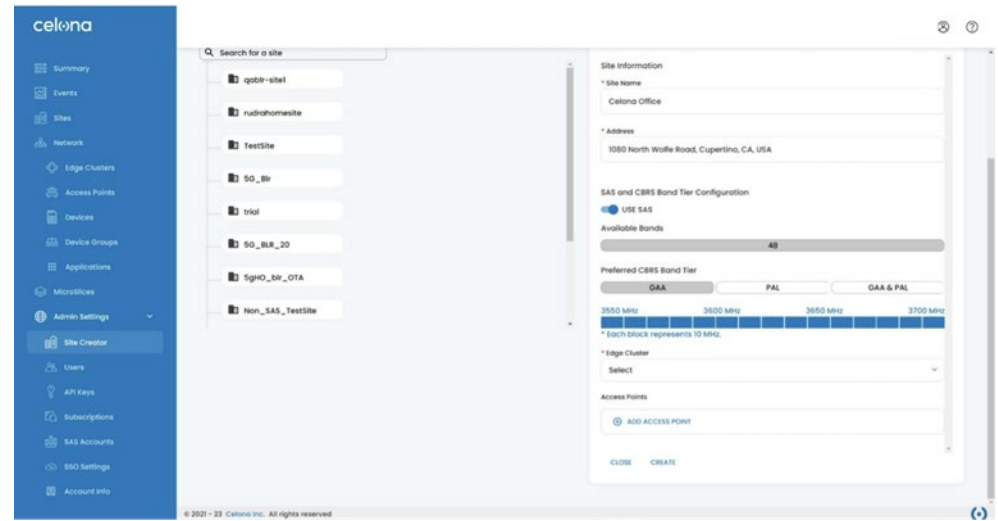 celona
Summary
Events
Sites
Network
Edge Clusters
Access Points
Devices
Device Groups
Applications
MicroSlices
Admin Settings
Site Creator
Users
API Keys
Subscriptions
SAS Accounts
SSO Settings
Account Info
Search for a site
qablr-site1
rudrahomesite
TestSite
5G_Blr
trial
5G_BLR_20
5gHO_blr_OTA
Non_SAS_TestSite
Site Information
* Site Name
Celona Office
* Address
1080 North Wolfe Road, Cupertino, CA, USA
SAS and CBRS Band Tier Configuration
USE SAS
Available Bands
48
Preferred CBRS Band Tier
GAA PAL GAA & PAL
3550 MHz 3600 MHz 3650 MHz 3700 MHz
* Each block represents 10 MHz.
* Edge Cluster
Select
Access Points
ADD ACCESS POINT
CLOSE CREATE
© 2021 - 23 Celona Inc. All rights reserved